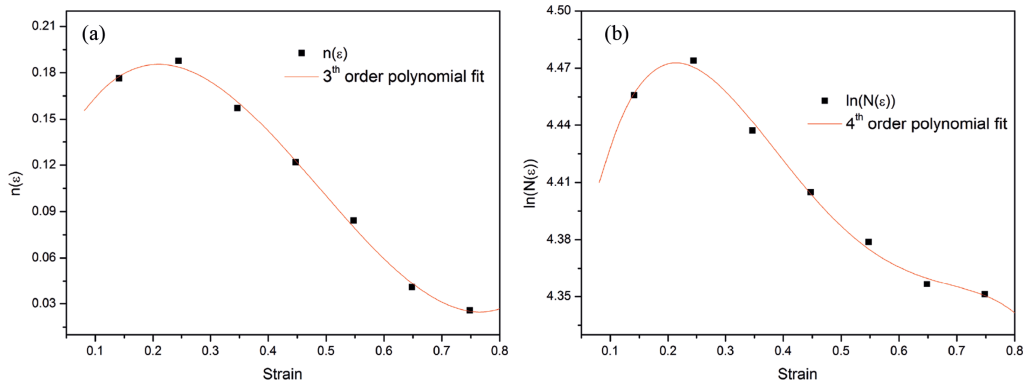 (a)
n(ε)
3th order polynomial fit
0.21
0.18
0.15
0.12
0.09
0.06
0.03
n(ε)
0.1 0.2 0.3 0.4 0.5 0.6 0.7 0.8
Strain
(b)
ln(N(ε))
4th order polynomial fit
4.50
4.47
4.44
4.41
4.38
4.35
ln(N(ε))
0.1 0.2 0.3 0.4 0.5 0.6 0.7 0.8
Strain